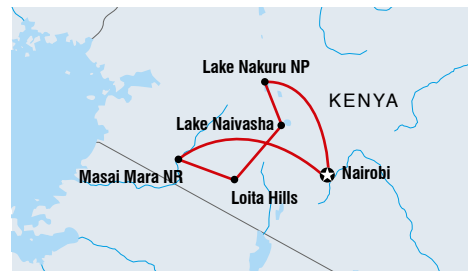 Lake Nakuru NP
KENYA
Lake Naivasha
Masai Mara NR
Nairobi
Loita Hills